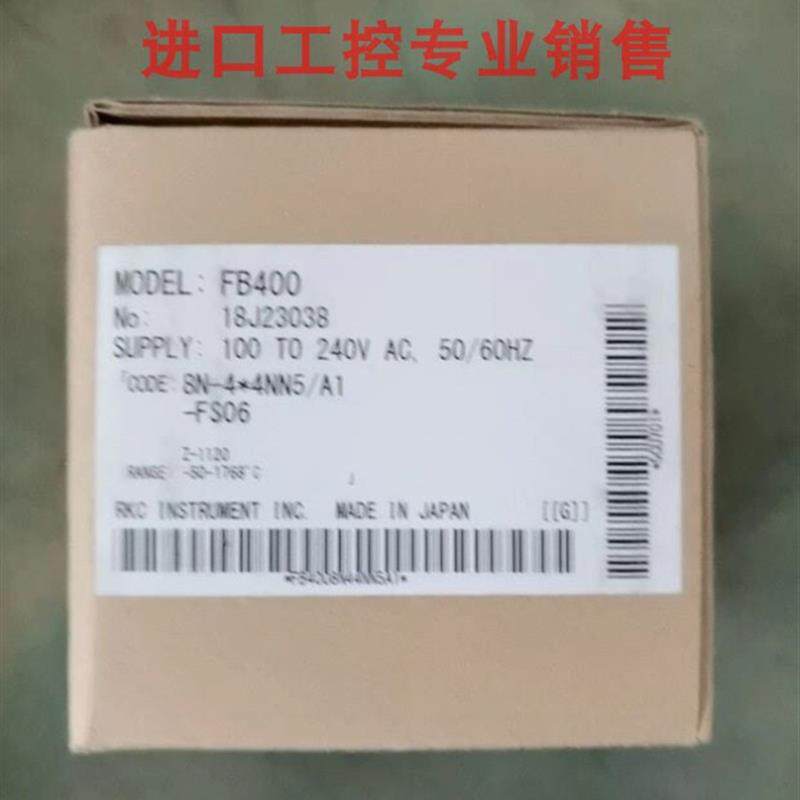 进口工控专业销售
MODEL: FB400
No: 18J23038
SUPPLY: 100 TO 240V AC, 50/60HZ
CODE: 8N-4*4NN5/A1
-FS06
Z-1120
RANGE: -50-1768°C
RKC INSTRUMENT INC. MADE IN JAPAN [[G]]
*FB4008N44NN5A1*